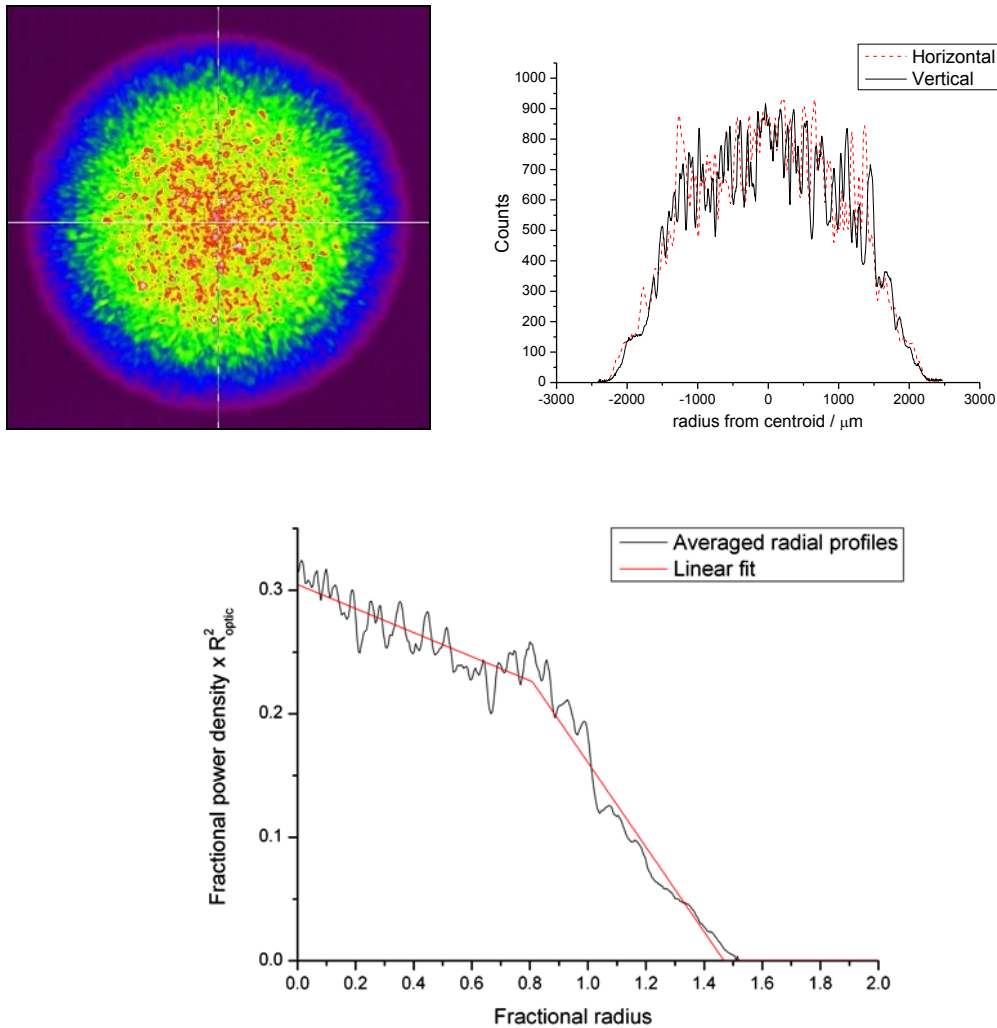 Horizontal
Vertical
1000
900
800
700
600
500
400
300
200
100
0
Counts
-3000 -2000 -1000 0 1000 2000 3000
radius from centroid / μm
Averaged radial profiles
Linear fit
0.3
0.2
0.1
0.0
Fractional power density x R²optic
0.0 0.2 0.4 0.6 0.8 1.0 1.2 1.4 1.6 1.8 2.0
Fractional radius